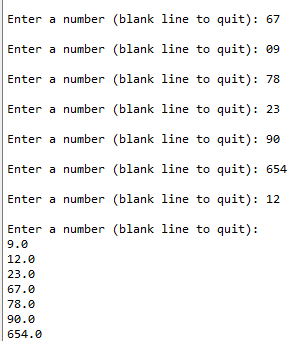 Enter a number (blank line to quit): 67
Enter a number (blank line to quit): 09
Enter a number (blank line to quit): 78
Enter a number (blank line to quit): 23
Enter a number (blank line to quit): 90
Enter a number (blank line to quit): 654
Enter a number (blank line to quit): 12
Enter a number (blank line to quit):
9.0
12.0
23.0
67.0
78.0
90.0
654.0